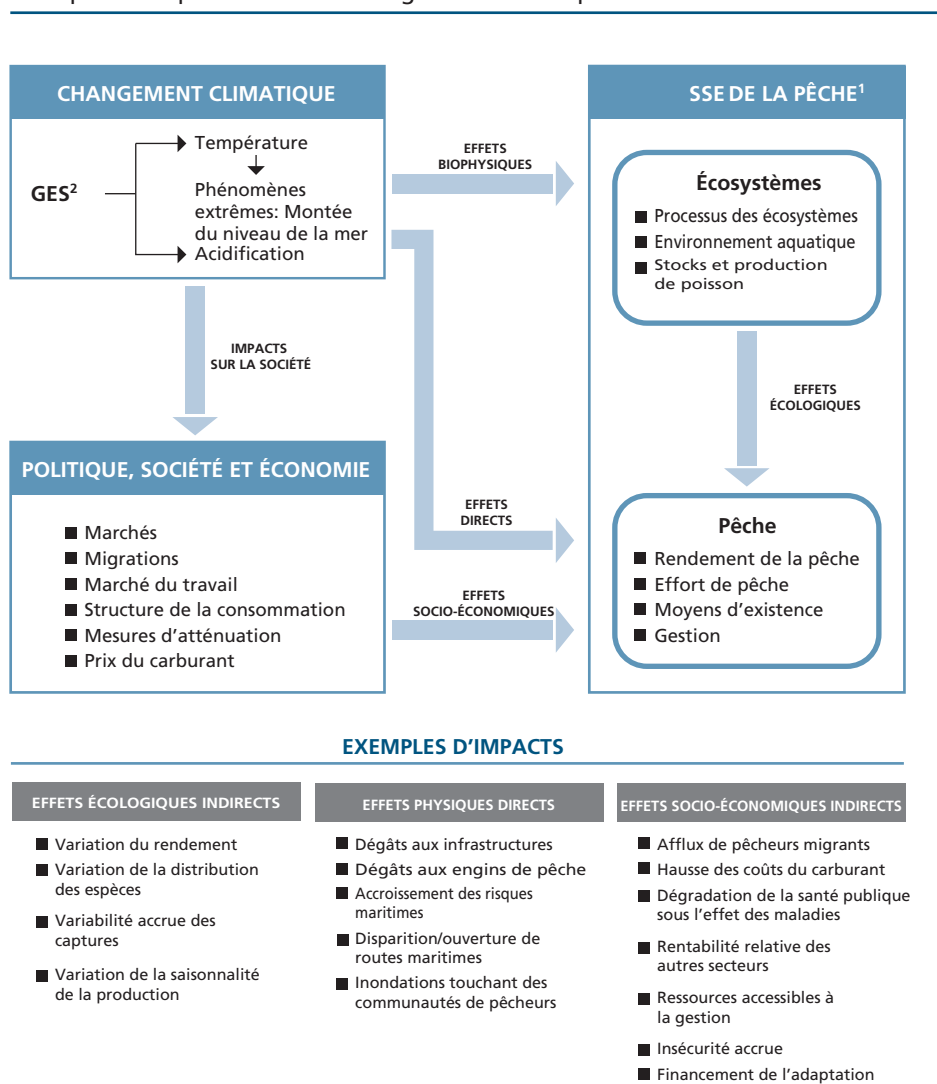 CHANGEMENT CLIMATIQUE
GES²
Température
Phénomènes
extrêmes: Montée
du niveau de la mer
Acidification
EFFETS
BIOPHYSIQUES
SSE DE LA PÊCHE¹
Écosystèmes
Processus des écosystèmes
Environnement aquatique
Stocks et production
de poisson
IMPACTS
SUR LA SOCIÉTÉ
EFFETS
ÉCOLOGIQUES
POLITIQUE, SOCIÉTÉ ET ÉCONOMIE
Marchés
Migrations
Marché du travail
Structure de la consommation
Mesures d'atténuation
Prix du carburant
EFFETS
DIRECTS
EFFETS
SOCIO-ÉCONOMIQUES
Pêche
Rendement de la pêche
Effort de pêche
Moyens d'existence
Gestion
EXEMPLES D'IMPACTS
EFFETS ÉCOLOGIQUES INDIRECTS
Variation du rendement
Variation de la distribution
des espèces
Variabilité accrue des
captures
Variation de la saisonnalité
de la production
EFFETS PHYSIQUES DIRECTS
Dégâts aux infrastructures
Dégâts aux engins de pêche
Accroissement des risques
maritimes
Disparition/ouverture de
routes maritimes
Inondations touchant des
communautés de pêcheurs
EFFETS SOCIO-ÉCONOMIQUES INDIRECTS
Afflux de pêcheurs migrants
Hausse des coûts du carburant
Dégradation de la santé publique
sous l'effet des maladies
Rentabilité relative des
autres secteurs
Ressources accessibles à
la gestion
Insécurité accrue
Financement de l'adaptation